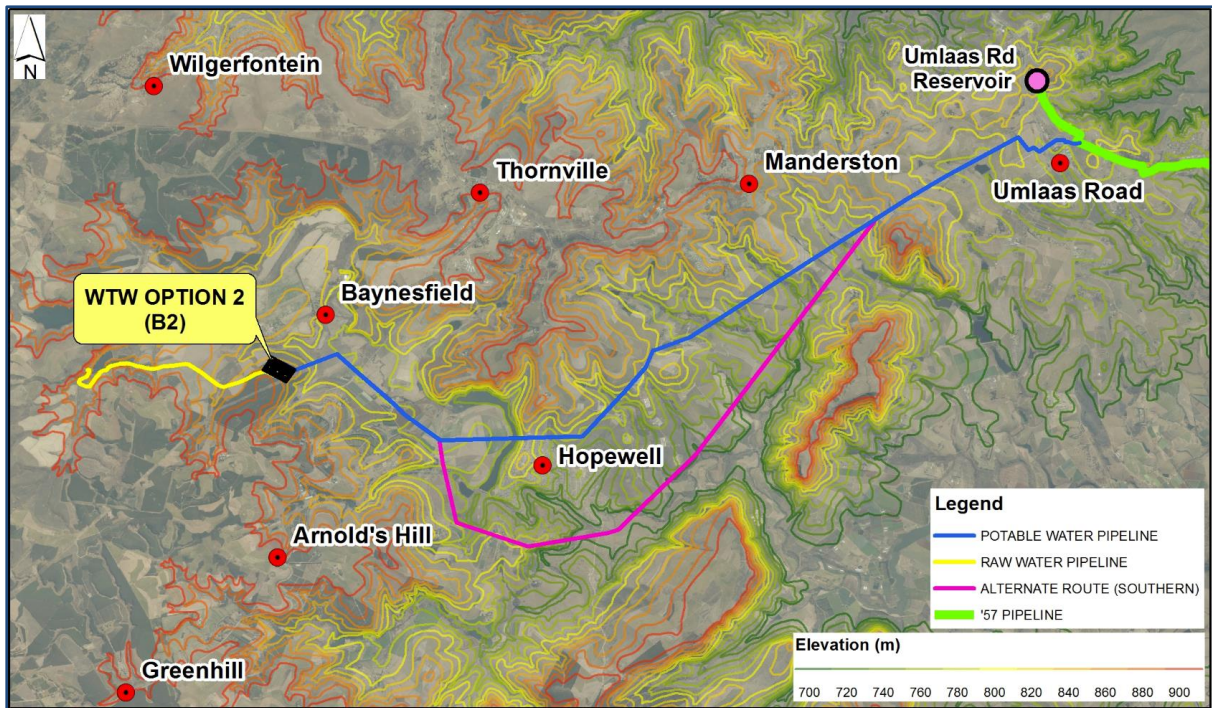 N
Wilgerfontein
Umlaas Rd
Reservoir
Thornville
Manderston
Umlaas Road
WTW OPTION 2
(B2)
Baynesfield
Hopewell
Arnold's Hill
Greenhill
Legend
POTABLE WATER PIPELINE
RAW WATER PIPELINE
ALTERNATE ROUTE (SOUTHERN)
'57 PIPELINE
Elevation (m)
700 720 740 760 780 800 820 840 860 880 900